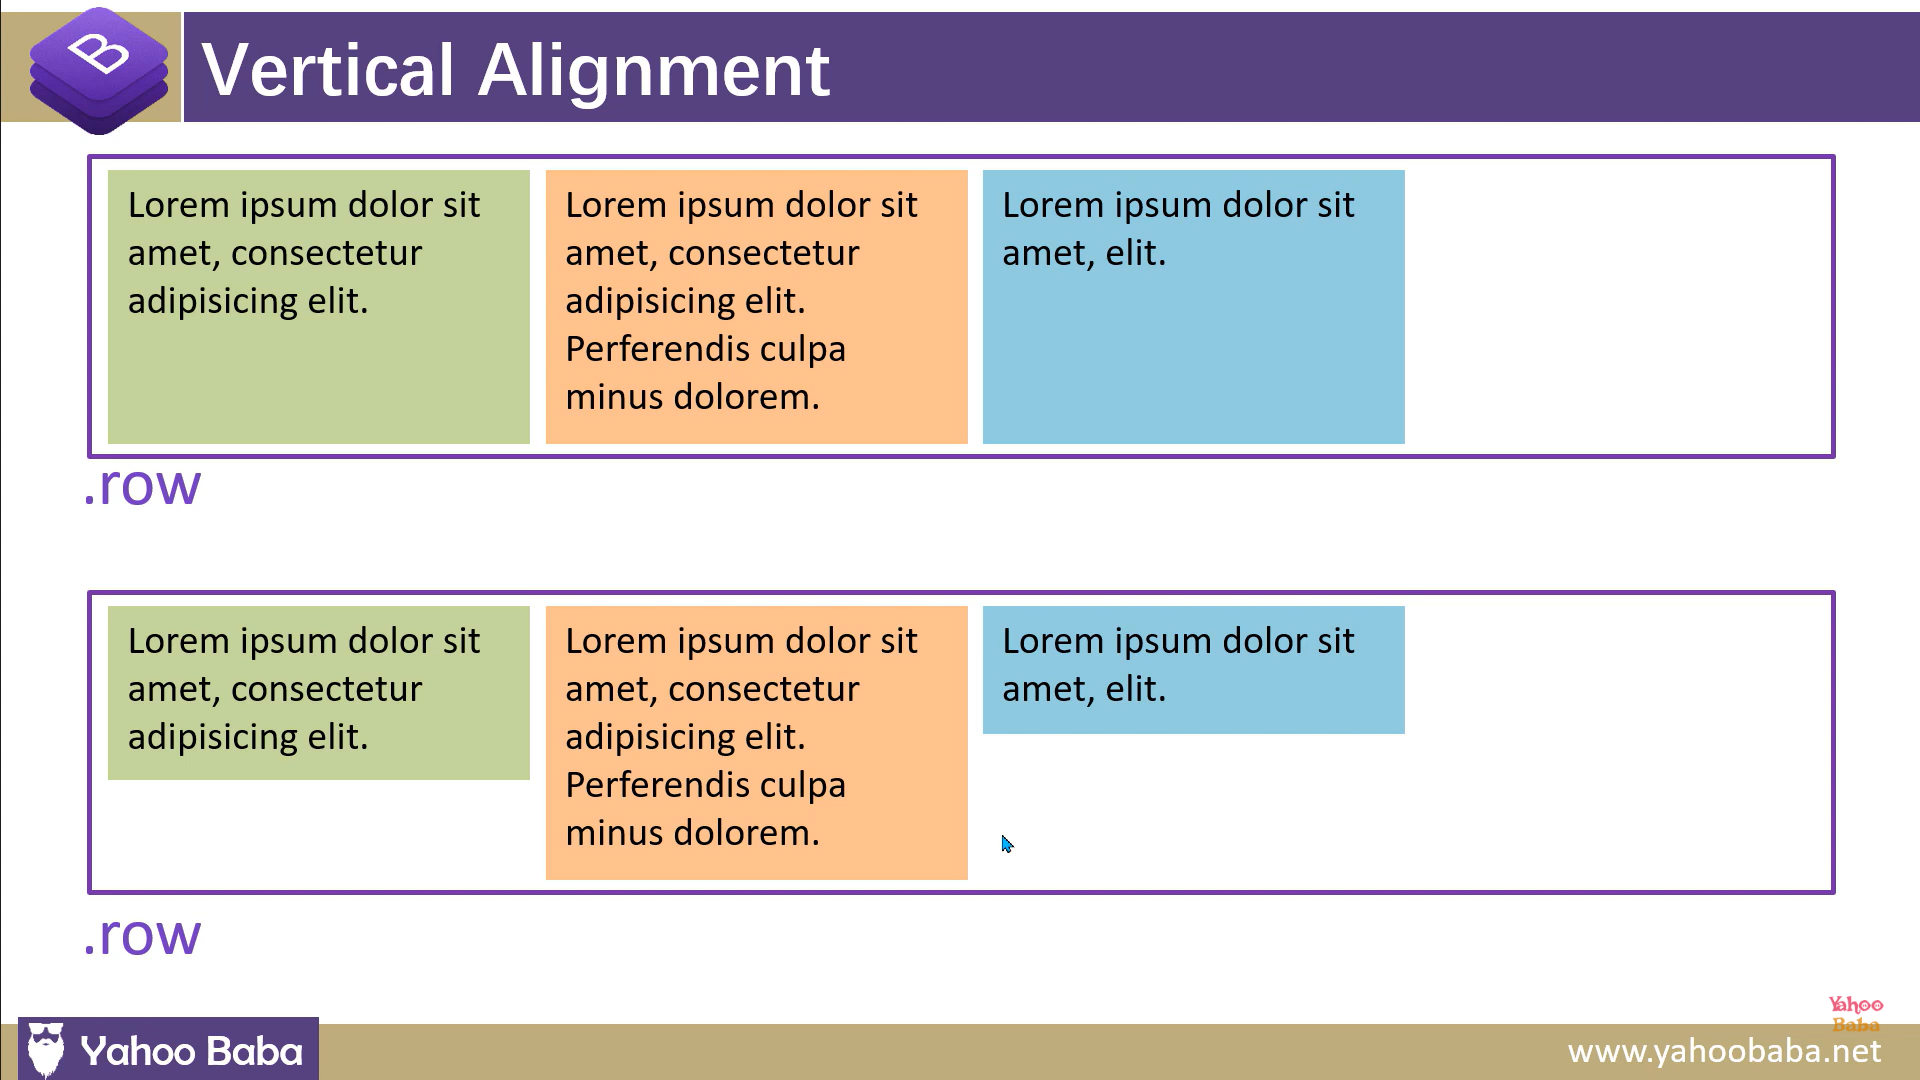 B
Vertical Alignment
Lorem ipsum dolor sit
amet, consectetur
adipisicing elit.
Lorem ipsum dolor sit
amet, consectetur
adipisicing elit.
Perferendis culpa
minus dolorem.
Lorem ipsum dolor sit
amet, elit.
.row
Lorem ipsum dolor sit
amet, consectetur
adipisicing elit.
Lorem ipsum dolor sit
amet, consectetur
adipisicing elit.
Perferendis culpa
minus dolorem.
Lorem ipsum dolor sit
amet, elit.
.row
Yahoo Baba
Yahoo
Baba
www.yahoobaba.net